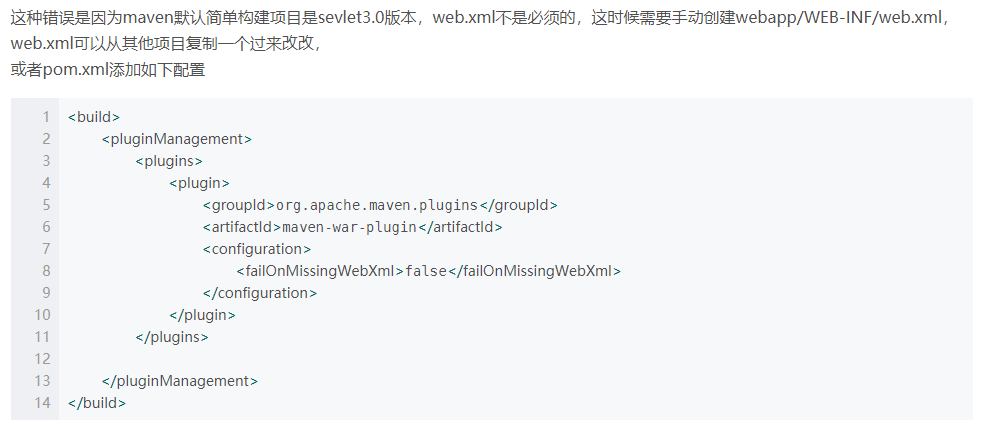 这种错误是因为maven默认简单构建项目是sevlet3.0版本，web.xml不是必须的，这时候需要手动创建webapp/WEB-INF/web.xml，
web.xml可以从其他项目复制一个过来改改，
或者pom.xml添加如下配置
1 <build>
2     <pluginManagement>
3         <plugins>
4             <plugin>
5                 <groupId>org.apache.maven.plugins</groupId>
6                 <artifactId>maven-war-plugin</artifactId>
7                 <configuration>
8                     <failOnMissingWebXml>false</failOnMissingWebXml>
9                 </configuration>
10             </plugin>
11         </plugins>
12
13     </pluginManagement>
14 </build>